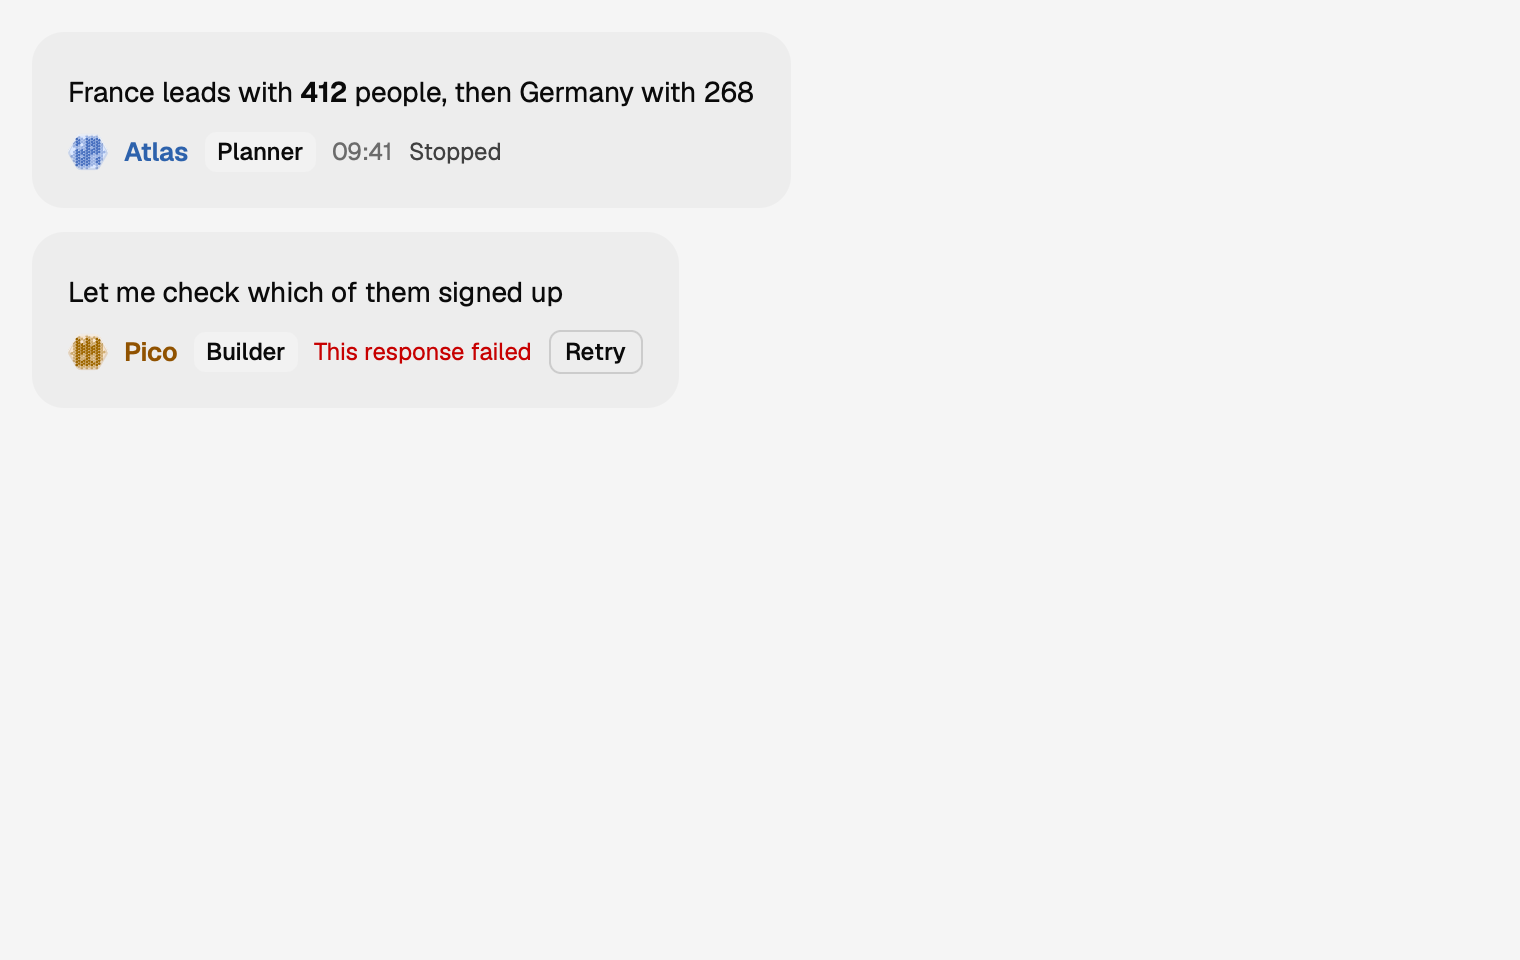 France leads with 412 people, then Germany with 268
Atlas Planner 09:41 Stopped
Let me check which of them signed up
Pico Builder This response failed Retry